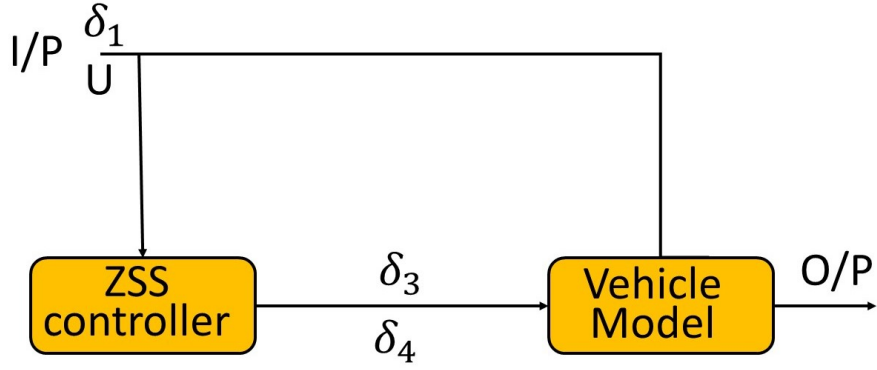 δ₁
I/P
U
ZSS
controller
δ₃
δ₄
Vehicle
Model
O/P